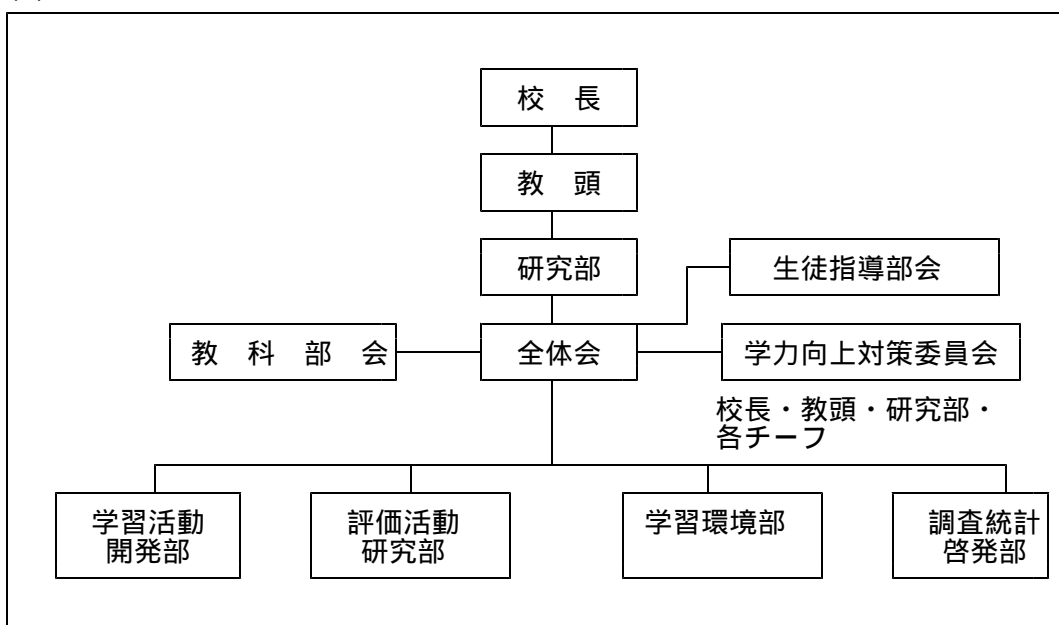 校　長
教　頭
研究部
生徒指導部会
教　科　部　会
全体会
学力向上対策委員会
校長・教頭・研究部・
各チーフ
学習活動
開発部
評価活動
研究部
学習環境部
調査統計
啓発部